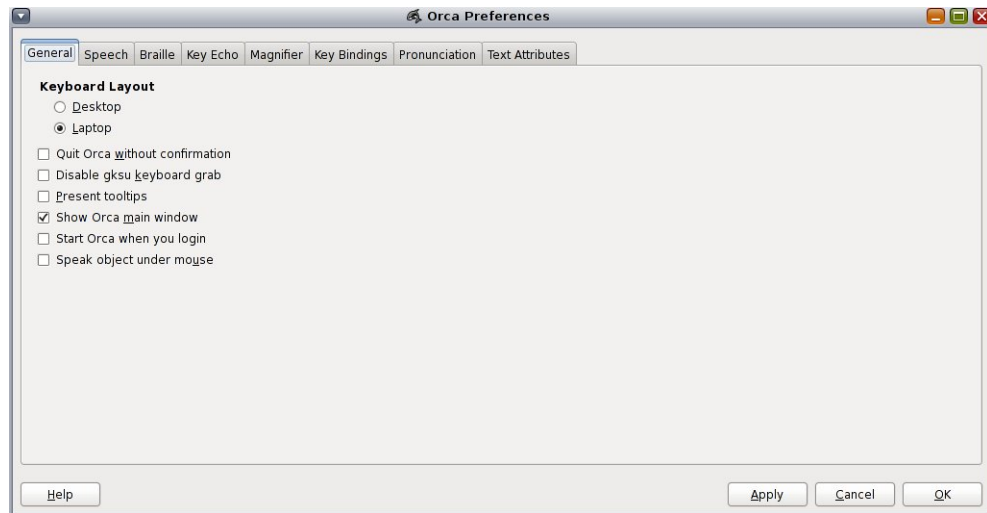 Orca Preferences
General Speech Braille Key Echo Magnifier Key Bindings Pronunciation Text Attributes
Keyboard Layout
Desktop
Laptop
Quit Orca without confirmation
Disable gksu keyboard grab
Present tooltips
Show Orca main window
Start Orca when you login
Speak object under mouse
Help Apply Cancel OK